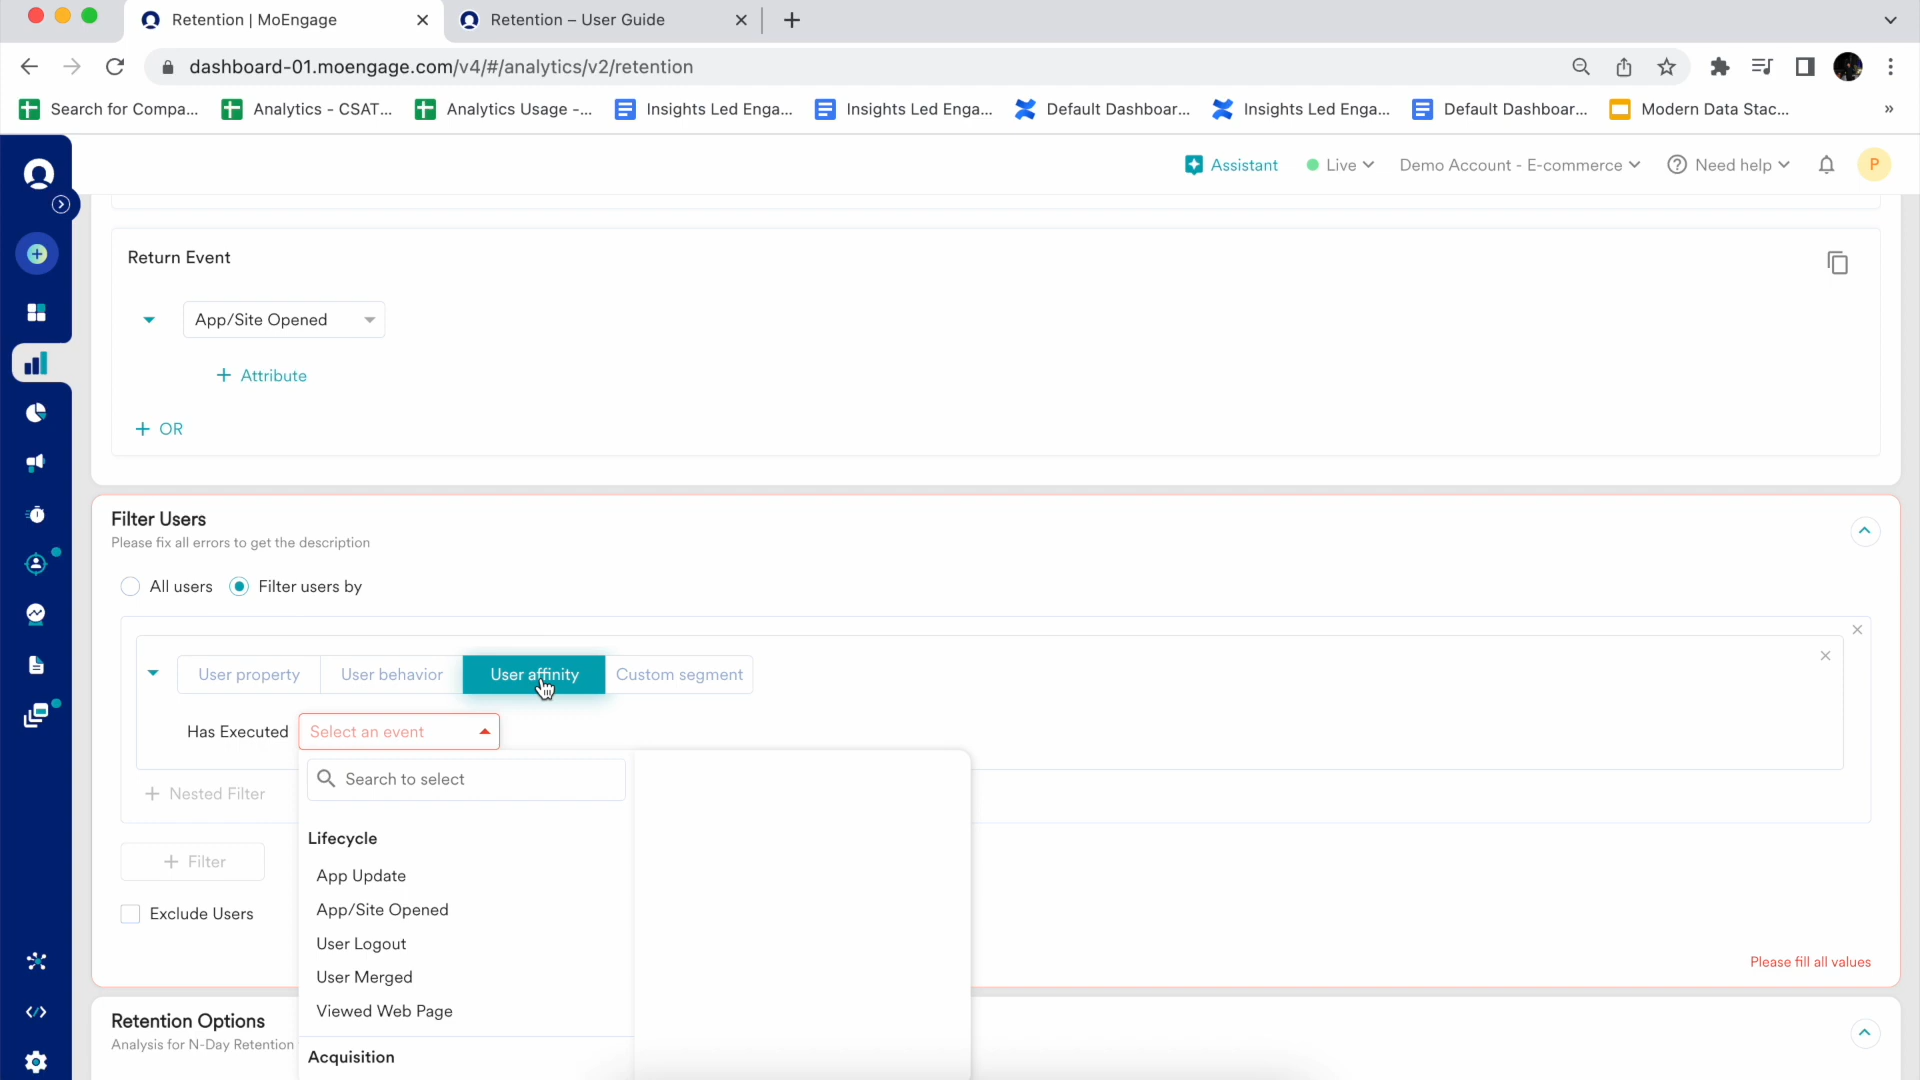 Retention | MoEngage
Retention – User Guide
dashboard-01.moengage.com/v4/#/analytics/v2/retention
Search for Compa...
Analytics - CSAT...
Analytics Usage -...
Insights Led Enga...
Insights Led Enga...
Default Dashboar...
Insights Led Enga...
Default Dashboar...
Modern Data Stac...
»
Assistant
Live
Demo Account - E-commerce
Need help
P
Return Event
App/Site Opened
+ Attribute
+ OR
Filter Users
Please fix all errors to get the description
All users
Filter users by
User property
User behavior
User affinity
Custom segment
Has Executed
Select an event
Search to select
+ Nested Filter
Lifecycle
+ Filter
App Update
App/Site Opened
Exclude Users
User Logout
Please fill all values
User Merged
Viewed Web Page
Retention Options
Analysis for N-Day Retention
Acquisition